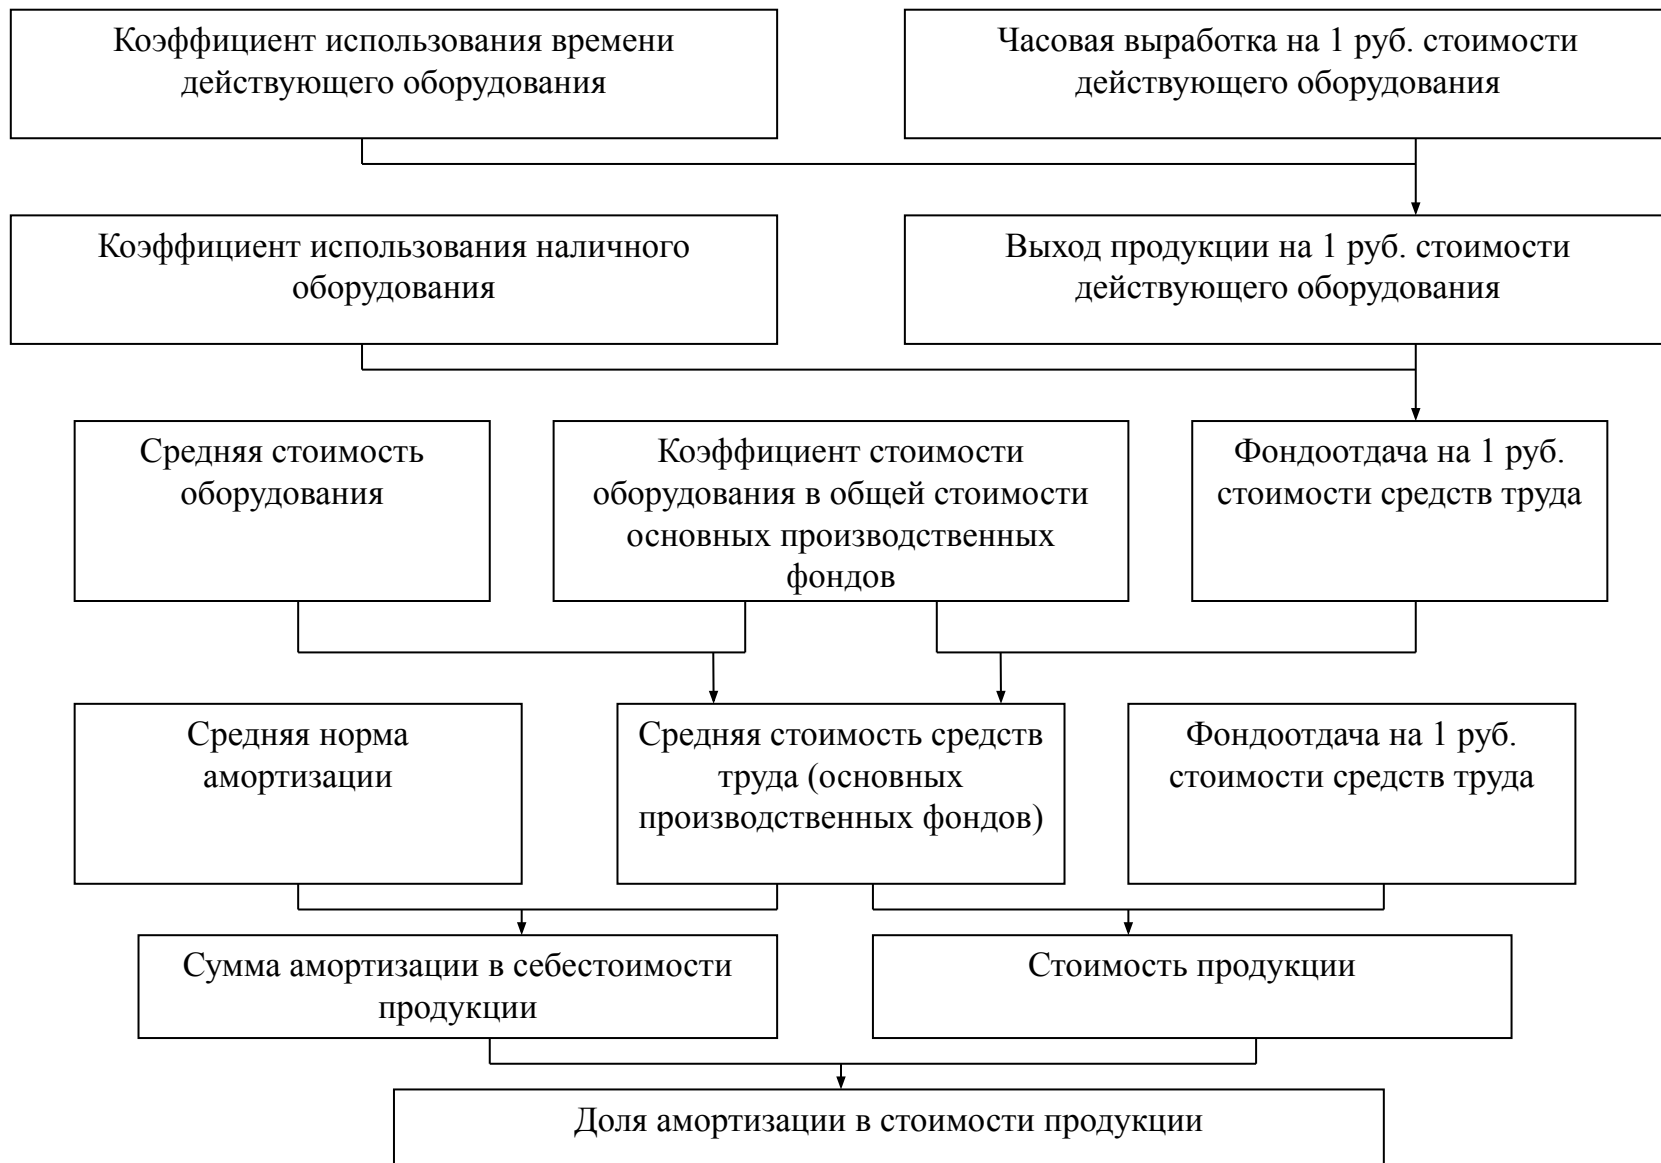 Коэффициент использования времени
действующего оборудования
Часовая выработка на 1 руб. стоимости
действующего оборудования
Коэффициент использования наличного
оборудования
Выход продукции на 1 руб. стоимости
действующего оборудования
Средняя стоимость
оборудования
Коэффициент стоимости
оборудования в общей стоимости
основных производственных
фондов
Фондоотдача на 1 руб.
стоимости средств труда
Средняя норма
амортизации
Средняя стоимость средств
труда (основных
производственных фондов)
Фондоотдача на 1 руб.
стоимости средств труда
Сумма амортизации в себестоимости
продукции
Стоимость продукции
Доля амортизации в стоимости продукции